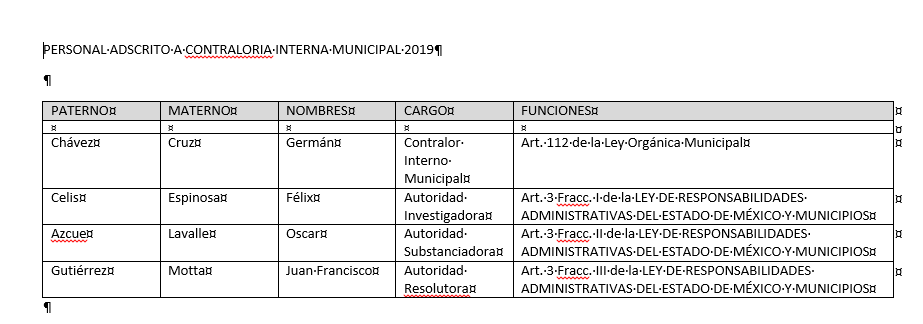 PERSONAL ADSCRITO A CONTRALORIA INTERNA MUNICIPAL 2019¶
¶
PATERNO¤ MATERNO¤ NOMBRES¤ CARGO¤ FUNCIONES¤ ¤
¤ ¤ ¤ ¤ ¤ ¤
Chávez¤ Cruz¤ Germán¤ Contralor Art. 112 de la Ley Orgánica Municipal¤ ¤
Interno
Municipal¤
Celis¤ Espinosa¤ Félix¤ Autoridad Art. 3 Fracc. I de la LEY DE RESPONSABILIDADES ¤
Investigadora¤ ADMINISTRATIVAS DEL ESTADO DE MÉXICO Y MUNICIPIOS¤
Azcue¤ Lavalle¤ Oscar¤ Autoridad Art. 3 Fracc. II de la LEY DE RESPONSABILIDADES ¤
Substanciadora¤ ADMINISTRATIVAS DEL ESTADO DE MÉXICO Y MUNICIPIOS¤
Gutiérrez¤ Motta¤ Juan Francisco¤ Autoridad Art. 3 Fracc. III de la LEY DE RESPONSABILIDADES ¤
Resolutora¤ ADMINISTRATIVAS DEL ESTADO DE MÉXICO Y MUNICIPIOS¤
¶